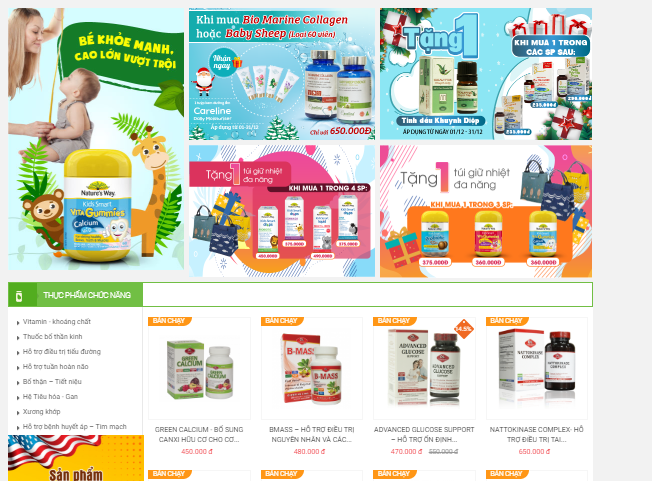 BÉ KHỎE MẠNH,
CAO LỚN VƯỢT TRỘI
Nature's Way.
Kids Smart
VITA Gummies
Calcium
Khi mua Bio Marine Collagen
hoặc Baby Sheep (Loại 60 viên)
Nhận
ngay
Careline
Áp dụng từ 01-31/12
Chỉ với 650.000Đ
Tặng 1
KHI MUA 1 TRONG
CÁC SP SAU:
Tinh dầu Khuynh Diệp
ÁP DỤNG TỪ NGÀY 01/12 - 31/12
Tặng 1 túi giữ nhiệt
đa năng
KHI MUA 1 TRONG 4 SP:
Tặng 1 túi giữ nhiệt
đa năng
KHI MUA 1 TRONG 3 SP:
375.000Đ
360.000Đ
360.000Đ
THỰC PHẨM CHỨC NĂNG
Vitamin - khoáng chất
Thuốc bổ thần kinh
Hỗ trợ điều trị tiểu đường
Hỗ trợ tuần hoàn não
Bổ thận – Tiết niệu
Hệ Tiêu hóa - Gan
Xương khớp
Hỗ trợ bệnh huyết áp – Tim mạch
Sản phẩm
BÁN CHẠY
GREEN
CALCIUM
GREEN CALCIUM - BỔ SUNG
CANXI HỮU CƠ CHO CƠ...
450.000 đ
BÁN CHẠY
B-MASS
BMASS – HỖ TRỢ ĐIỀU TRỊ
NGUYÊN NHÂN VÀ CÁC...
480.000 đ
BÁN CHẠY
14.5%
ADVANCED
GLUCOSE
SUPPORT
ADVANCED GLUCOSE SUPPORT
– HỖ TRỢ ỔN ĐỊNH...
470.000 đ 550.000 đ
BÁN CHẠY
NATTOKINASE
COMPLEX
NATTOKINASE COMPLEX- HỖ
TRỢ ĐIỀU TRỊ TAI...
650.000 đ
BÁN CHẠY
BÁN CHẠY
BÁN CHẠY
BÁN CHẠY